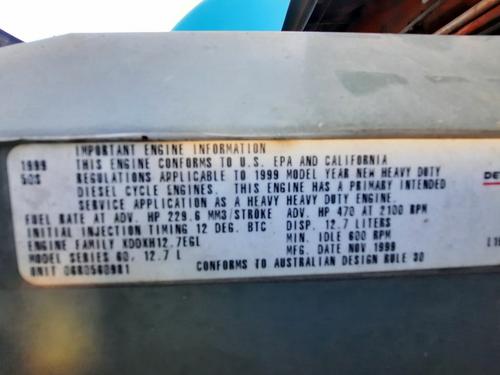 IMPORTANT ENGINE INFORMATION
1999 THIS ENGINE CONFORMS TO U.S. EPA AND CALIFORNIA
REGULATIONS APPLICABLE TO 1999 MODEL YEAR NEW HEAVY DUTY
DIESEL CYCLE ENGINES. THIS ENGINE HAS A PRIMARY INTENDED
SERVICE APPLICATION AS A HEAVY HEAVY DUTY ENGINE.
FUEL RATE AT ADV. HP 229.6 MM3/STROKE ADV. HP 470 AT 2100 RPM
INITIAL INJECTION TIMING 12 DEG. BTC DISP. 12.7 LITERS
ENGINE FAMILY XDDXH12.7EGL MIN. IDLE 600 RPM
MODEL SERIES 60, 12.7 L MFG. DATE NOV 1999
UNIT CONFORMS TO AUSTRALIAN DESIGN RULE 30